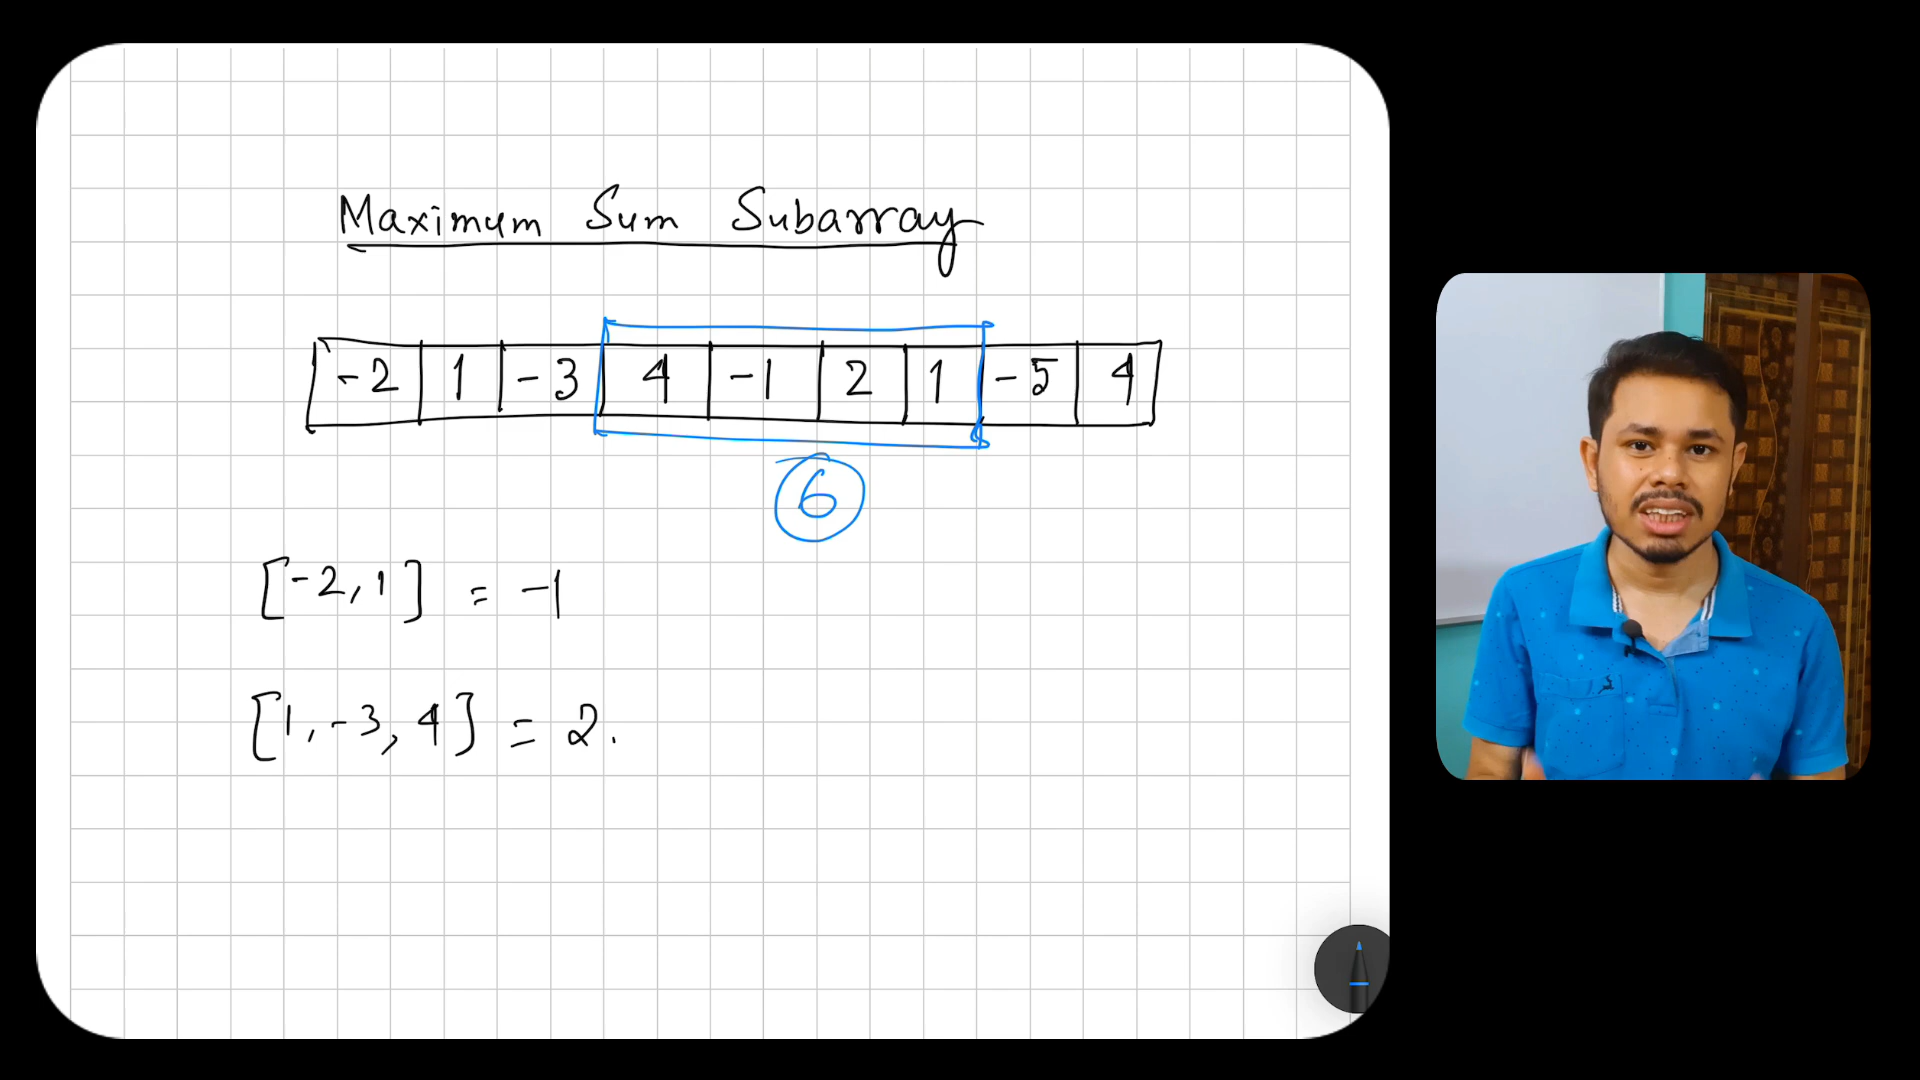 Maximum Sum Subarray
-2 1 -3 4 -1 2 1 -5 4
6
[-2, 1] = -1
[1, -3, 4] = 2.